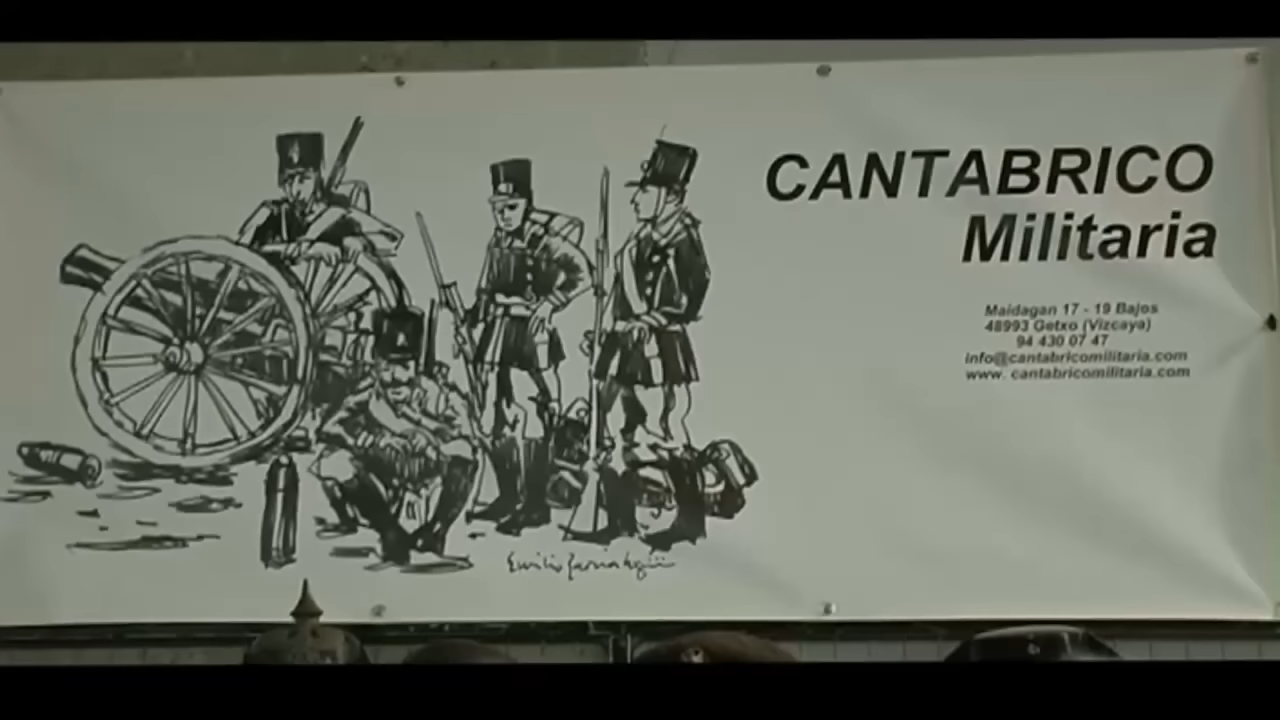 CANTABRICO
Militaria
Maidagan 17 - 19 Bajos
48993 Getxo (Vizcaya)
94 430 07 47
info@cantabricomilitaria.com
www. cantabricomilitaria.com
Emilio